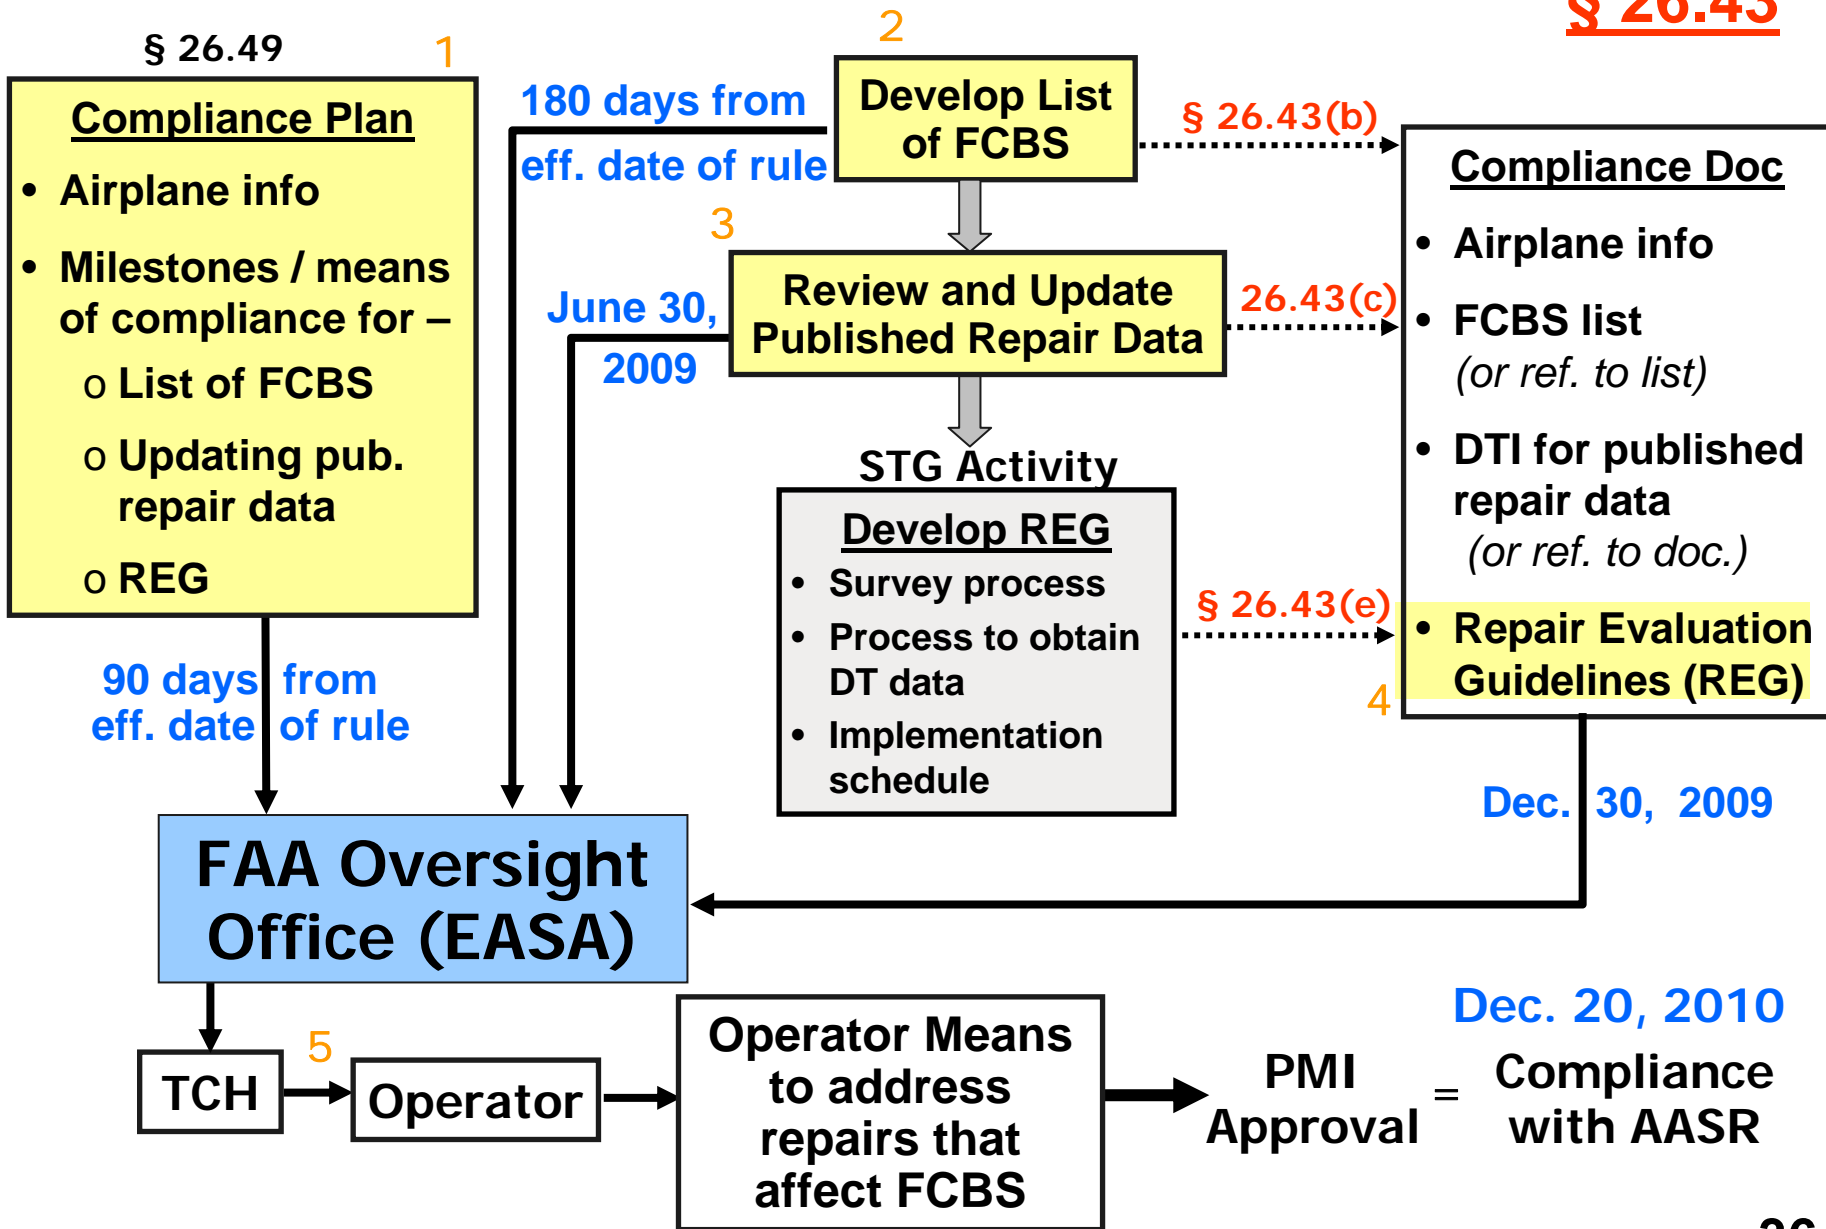 § 26.43
§ 26.49
1
Compliance Plan
• Airplane info
• Milestones / means
of compliance for –
o List of FCBS
o Updating pub.
repair data
o REG
90 days from
eff. date of rule
2
Develop List
of FCBS
180 days from
eff. date of rule
§ 26.43(b)
3
Review and Update
Published Repair Data
June 30,
2009
26.43(c)
STG Activity
Develop REG
• Survey process
• Process to obtain
DT data
• Implementation
schedule
§ 26.43(e)
Compliance Doc
• Airplane info
• FCBS list
(or ref. to list)
• DTI for published
repair data
(or ref. to doc.)
• Repair Evaluation
Guidelines (REG)
4
Dec. 30, 2009
FAA Oversight
Office (EASA)
TCH
5
Operator
Operator Means
to address
repairs that
affect FCBS
PMI
Approval
=
Dec. 20, 2010
Compliance
with AASR